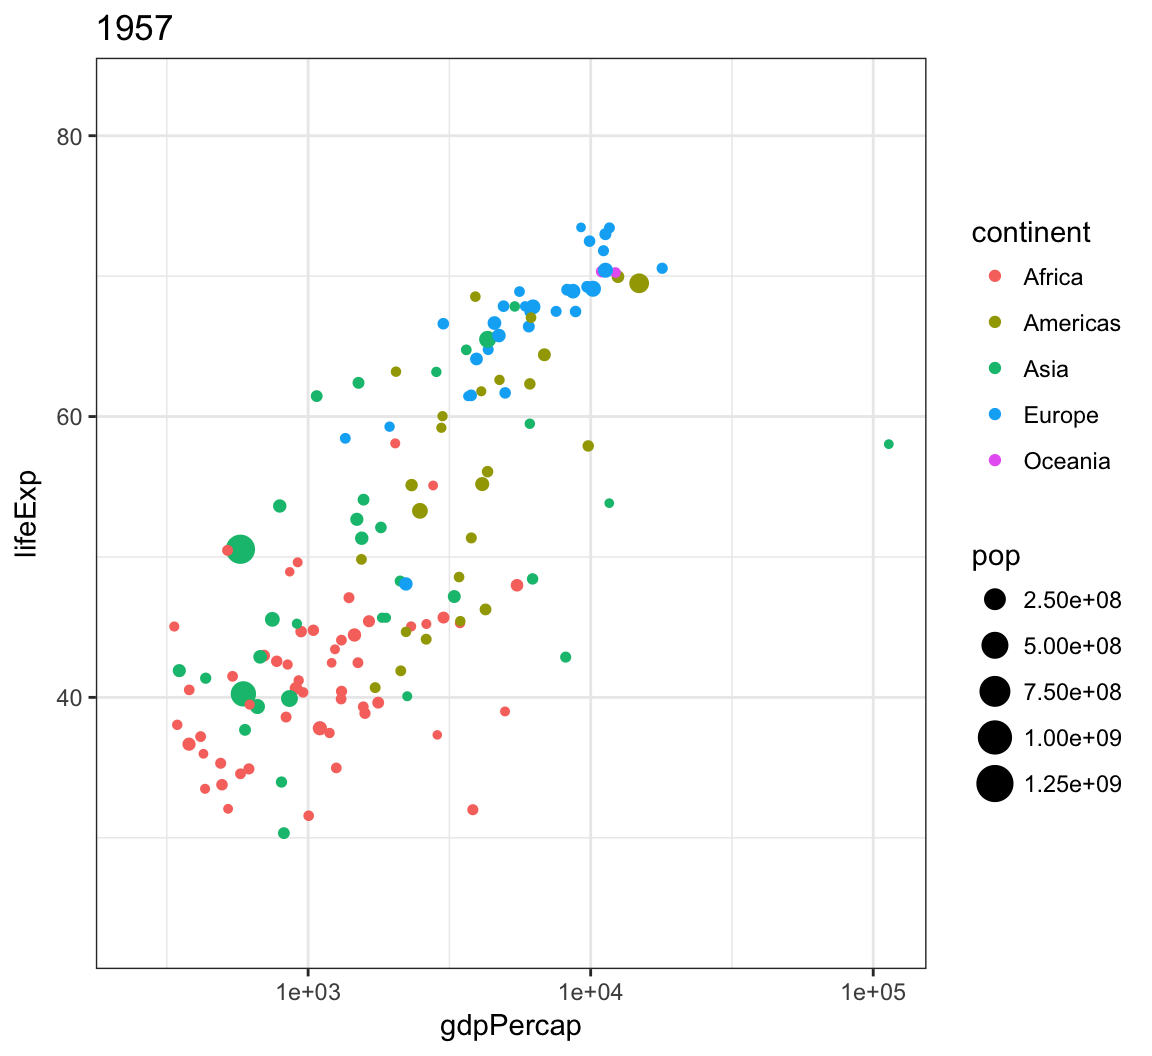 1957
lifeExp
80
60
40
1e+03
1e+04
1e+05
gdpPercap
continent
Africa
Americas
Asia
Europe
Oceania
pop
2.50e+08
5.00e+08
7.50e+08
1.00e+09
1.25e+09